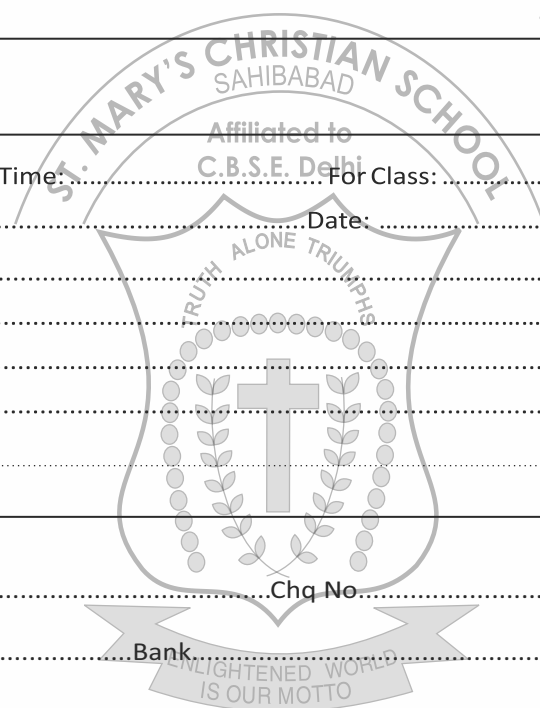 ST. MARY'S CHRISTIAN SCHOOL
SAHIBABAD
Affiliated to
C.B.S.E. Delhi
Time: For Class:
Date:
TRUTH ALONE TRIUMPHS
Chq No
Bank
ENLIGHTENED WORLD
IS OUR MOTTO